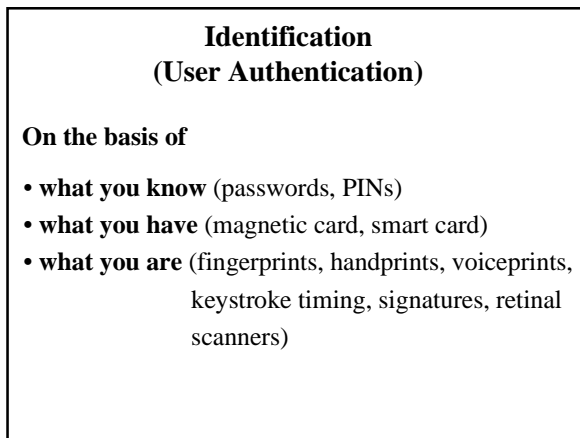 Identification
(User Authentication)
On the basis of
• what you know (passwords, PINs)
• what you have (magnetic card, smart card)
• what you are (fingerprints, handprints, voiceprints,
keystroke timing, signatures, retinal
scanners)